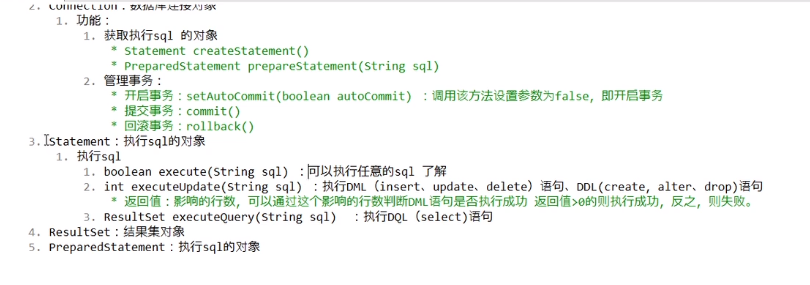 2. Connection：数据库连接对象
1. 功能：
1. 获取执行sql 的对象
* Statement createStatement()
* PreparedStatement prepareStatement(String sql)
2. 管理事务：
* 开启事务：setAutoCommit(boolean autoCommit) ：调用该方法设置参数为false，即开启事务
* 提交事务：commit()
* 回滚事务：rollback()
3. Statement：执行sql的对象
1. 执行sql
1. boolean execute(String sql) ：可以执行任意的sql 了解
2. int executeUpdate(String sql) ：执行DML（insert、update、delete）语句、DDL(create，alter、drop)语句
* 返回值：影响的行数，可以通过这个影响的行数判断DML语句是否执行成功 返回值>0的则执行成功，反之，则失败。
3. ResultSet executeQuery(String sql) ：执行DQL（select)语句
4. ResultSet：结果集对象
5. PreparedStatement：执行sql的对象